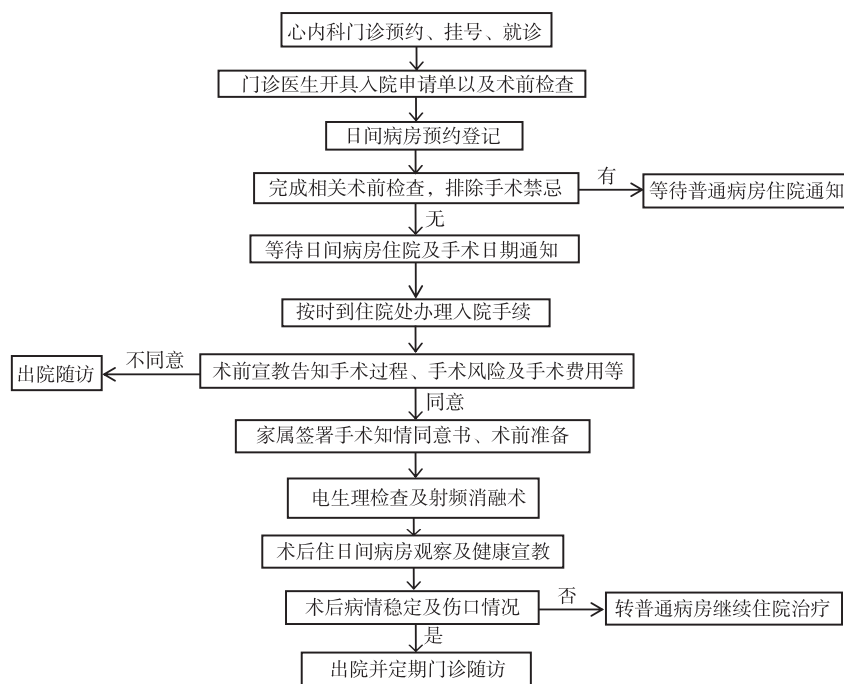 心内科门诊预约、挂号、就诊
门诊医生开具入院申请单以及术前检查
日间病房预约登记
完成相关术前检查，排除手术禁忌
有
等待普通病房住院通知
无
等待日间病房住院及手术日期通知
按时到住院处办理入院手续
术前宣教告知手术过程、手术风险及手术费用等
不同意
出院随访
同意
家属签署手术知情同意书、术前准备
电生理检查及射频消融术
术后住日间病房观察及健康宣教
术后病情稳定及伤口情况
否
转普通病房继续住院治疗
是
出院并定期门诊随访